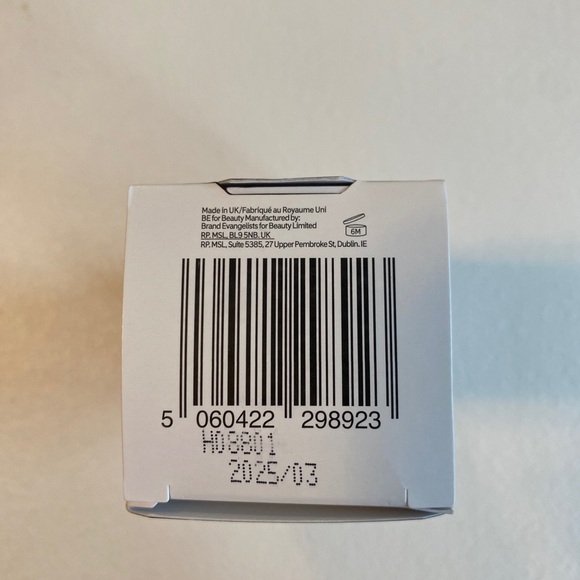 Made in UK/Fabriqué au Royaume Uni
BE for Beauty Manufactured by:
Brand Evangelists for Beauty Limited
RP. MSL, BL9 5NB, UK
RP. MSL, Suite 5385, 27 Upper Pembroke St, Dublin. IE
6M
5 060422 298923
H08801
2025/03